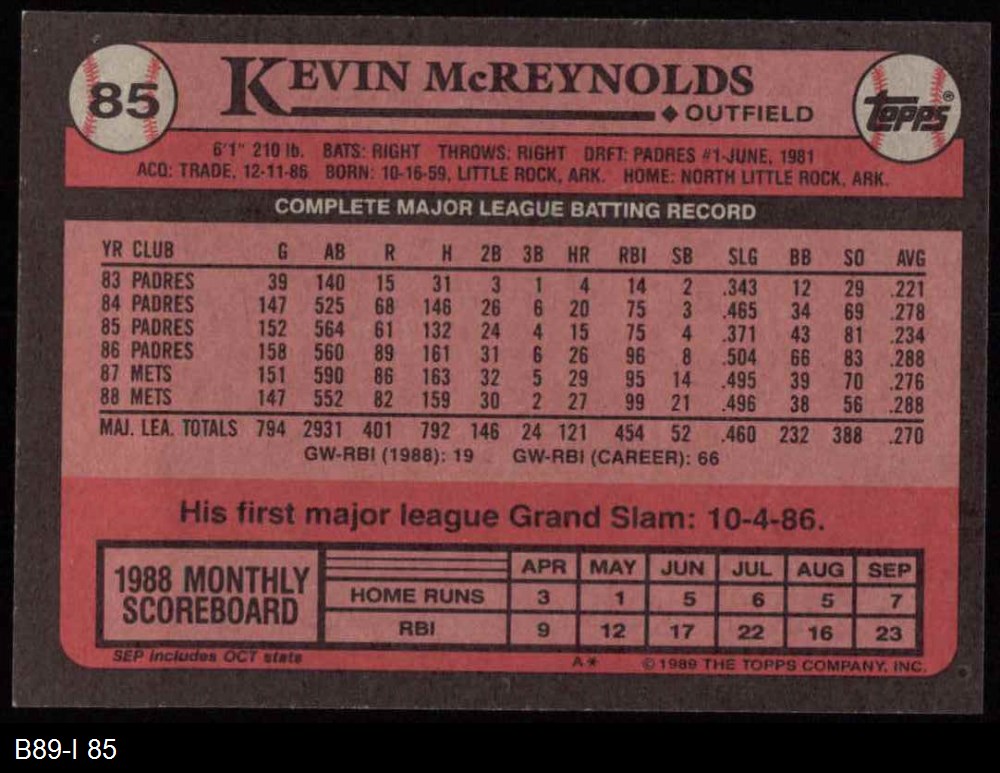 85
KEVIN McREYNOLDS
◆ OUTFIELD
TOPPS®
6'1" 210 lb. BATS: RIGHT THROWS: RIGHT DRFT: PADRES #1-JUNE, 1981
ACQ: TRADE, 12-11-86 BORN: 10-16-59, LITTLE ROCK, ARK. HOME: NORTH LITTLE ROCK, ARK.
COMPLETE MAJOR LEAGUE BATTING RECORD
YR CLUB G AB R H 2B 3B HR RBI SB SLG BB SO AVG
83 PADRES 39 140 15 31 3 1 4 14 2 .343 12 29 .221
84 PADRES 147 525 68 146 26 6 20 75 3 .465 34 69 .278
85 PADRES 152 564 61 132 24 4 15 75 4 .371 43 81 .234
86 PADRES 158 560 89 161 31 6 26 96 8 .504 66 83 .288
87 METS 151 590 86 163 32 5 29 95 14 .495 39 70 .276
88 METS 147 552 82 159 30 2 27 99 21 .496 38 56 .288
MAJ. LEA. TOTALS 794 2931 401 792 146 24 121 454 52 .460 232 388 .270
GW-RBI (1988): 19 GW-RBI (CAREER): 66
His first major league Grand Slam: 10-4-86.
1988 MONTHLY
SCOREBOARD
APR MAY JUN JUL AUG SEP
HOME RUNS 3 1 5 6 5 7
RBI 9 12 17 22 16 23
SEP includes OCT stats
A* © 1989 THE TOPPS COMPANY, INC.
B89-I 85